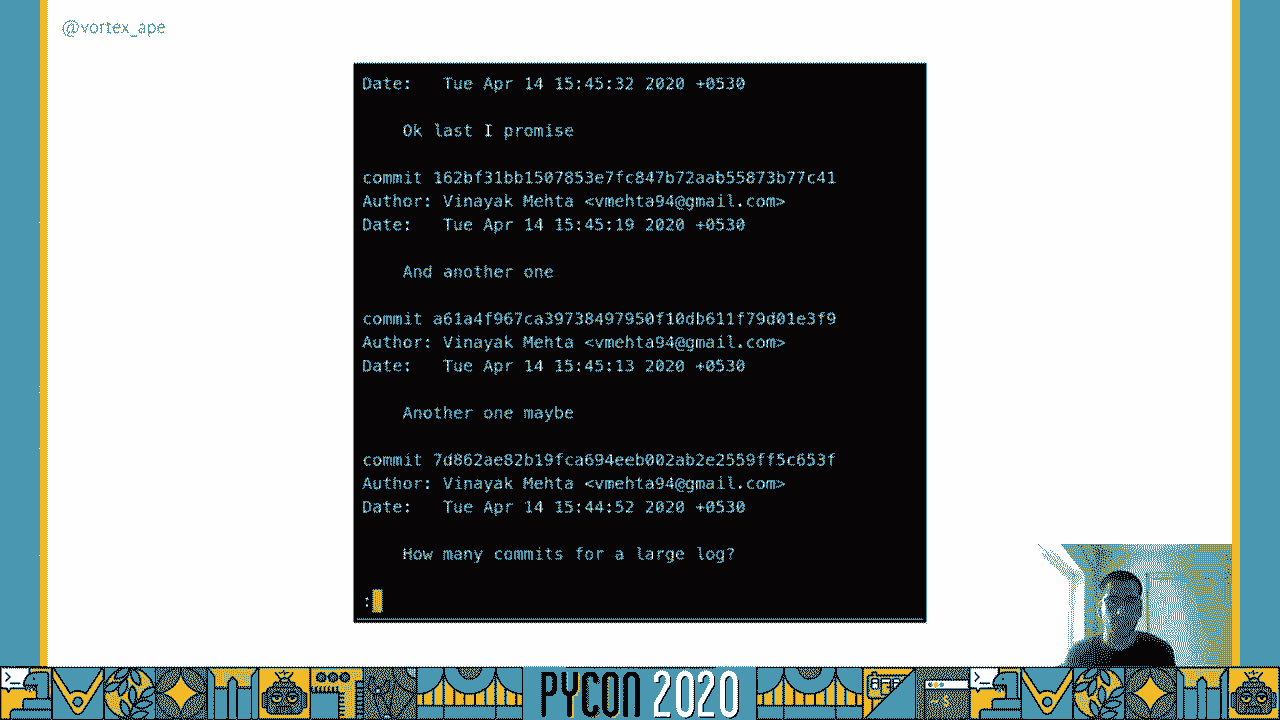 @vortex_ape
Date:   Tue Apr 14 15:45:32 2020 +0530
Ok last I promise
commit 162bf31bb1507853e7fc847b72aab55873b77c41
Author: Vinayak Mehta <vmehta94@gmail.com>
Date:   Tue Apr 14 15:45:19 2020 +0530
And another one
commit a61a4f967ca39738497950f10db611f79d01e3f9
Author: Vinayak Mehta <vmehta94@gmail.com>
Date:   Tue Apr 14 15:45:13 2020 +0530
Another one maybe
commit 7d862ae82b19fca694eeb002ab2e2559ff5c653f
Author: Vinayak Mehta <vmehta94@gmail.com>
Date:   Tue Apr 14 15:44:52 2020 +0530
How many commits for a large log?
:
PYCON 2020